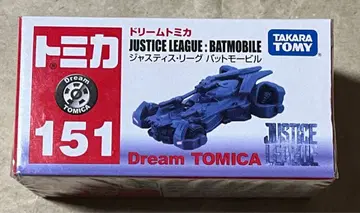 トミカ
Dream
TOMICA
151
ドリームトミカ
JUSTICE LEAGUE : BATMOBILE
ジャスティス・リーグ バットモービル
TAKARA
TOMY
Dream TOMICA
JUSTICE
LEAGUE